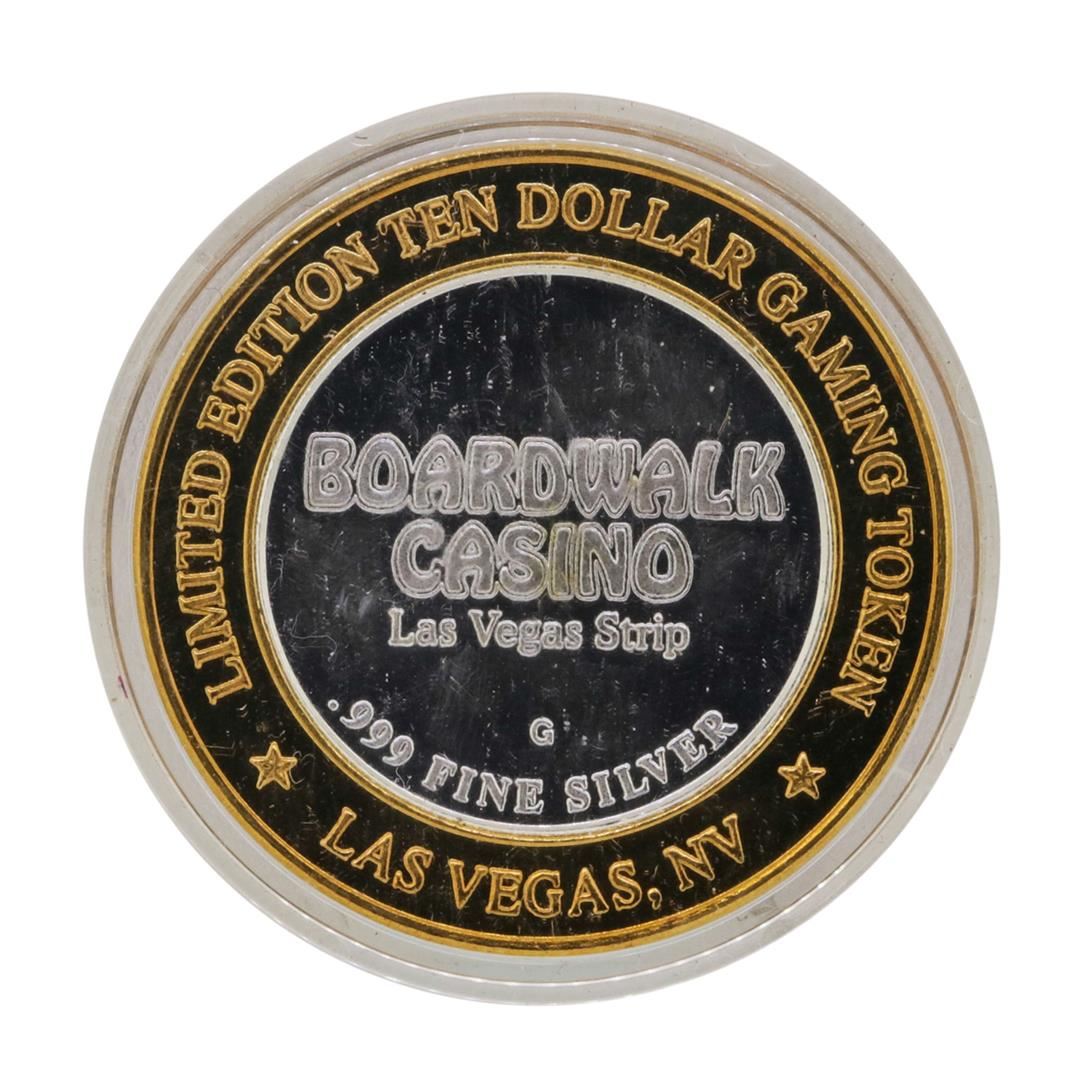 LIMITED EDITION TEN DOLLAR GAMING TOKEN
BOARDWALK
CASINO
Las Vegas Strip
G
.999 FINE SILVER
LAS VEGAS, NV